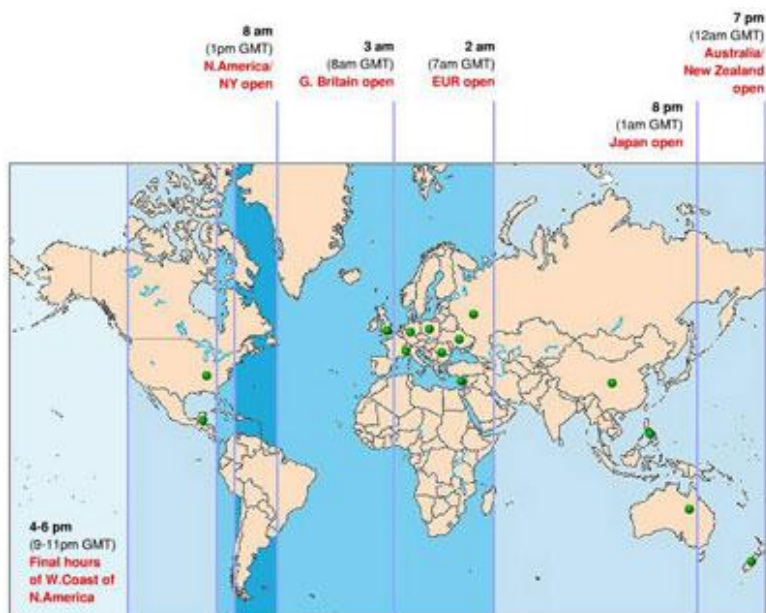 8 am
(1pm GMT)
N.America/
NY open
3 am
(8am GMT)
G. Britain open
2 am
(7am GMT)
EUR open
7 pm
(12am GMT)
Australia/
New Zealand
open
8 pm
(1am GMT)
Japan open
4-6 pm
(9-11pm GMT)
Final hours
of W.Coast of
N.America